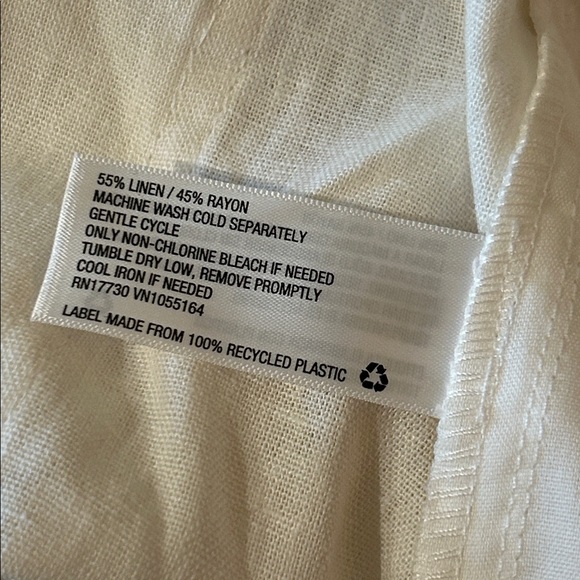 55% LINEN / 45% RAYON
MACHINE WASH COLD SEPARATELY
GENTLE CYCLE
ONLY NON-CHLORINE BLEACH IF NEEDED
TUMBLE DRY LOW, REMOVE PROMPTLY
COOL IRON IF NEEDED
RN17730 VN1055164
LABEL MADE FROM 100% RECYCLED PLASTIC